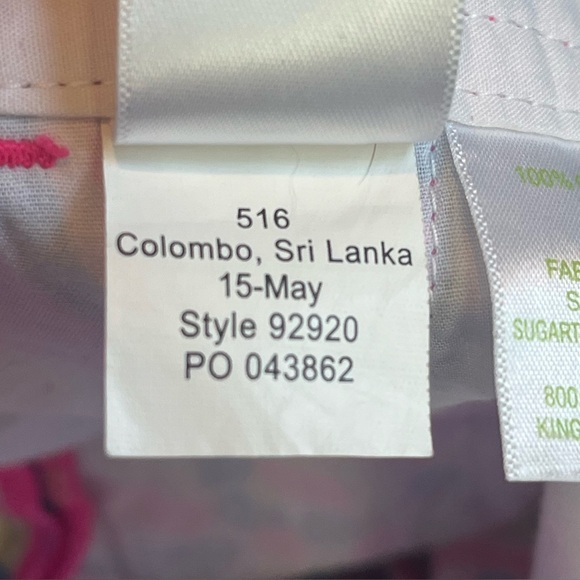 516
Colombo, Sri Lanka
15-May
Style 92920
PO 043862
100%
FAB
S
SUGART
800
KING